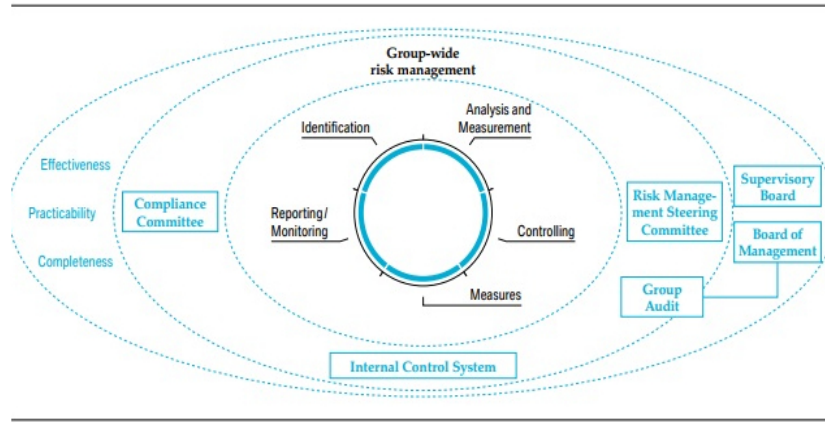 Group-wide
risk management
Identification
Analysis and
Measurement
Effectiveness
Practicability
Completeness
Compliance
Committee
Reporting/
Monitoring
Controlling
Measures
Risk Manage-
ment Steering
Committee
Supervisory
Board
Board of
Management
Group
Audit
Internal Control System